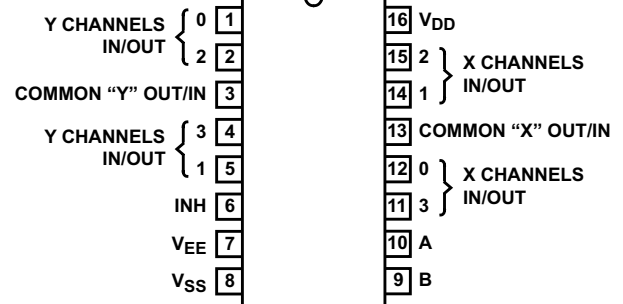 Y CHANNELS IN/OUT
0 1
2 2
COMMON “Y” OUT/IN 3
Y CHANNELS IN/OUT
3 4
1 5
INH 6
VEE 7
VSS 8
16 VDD
15 2
14 1
X CHANNELS IN/OUT
13 COMMON “X” OUT/IN
12 0
11 3
X CHANNELS IN/OUT
10 A
9 B